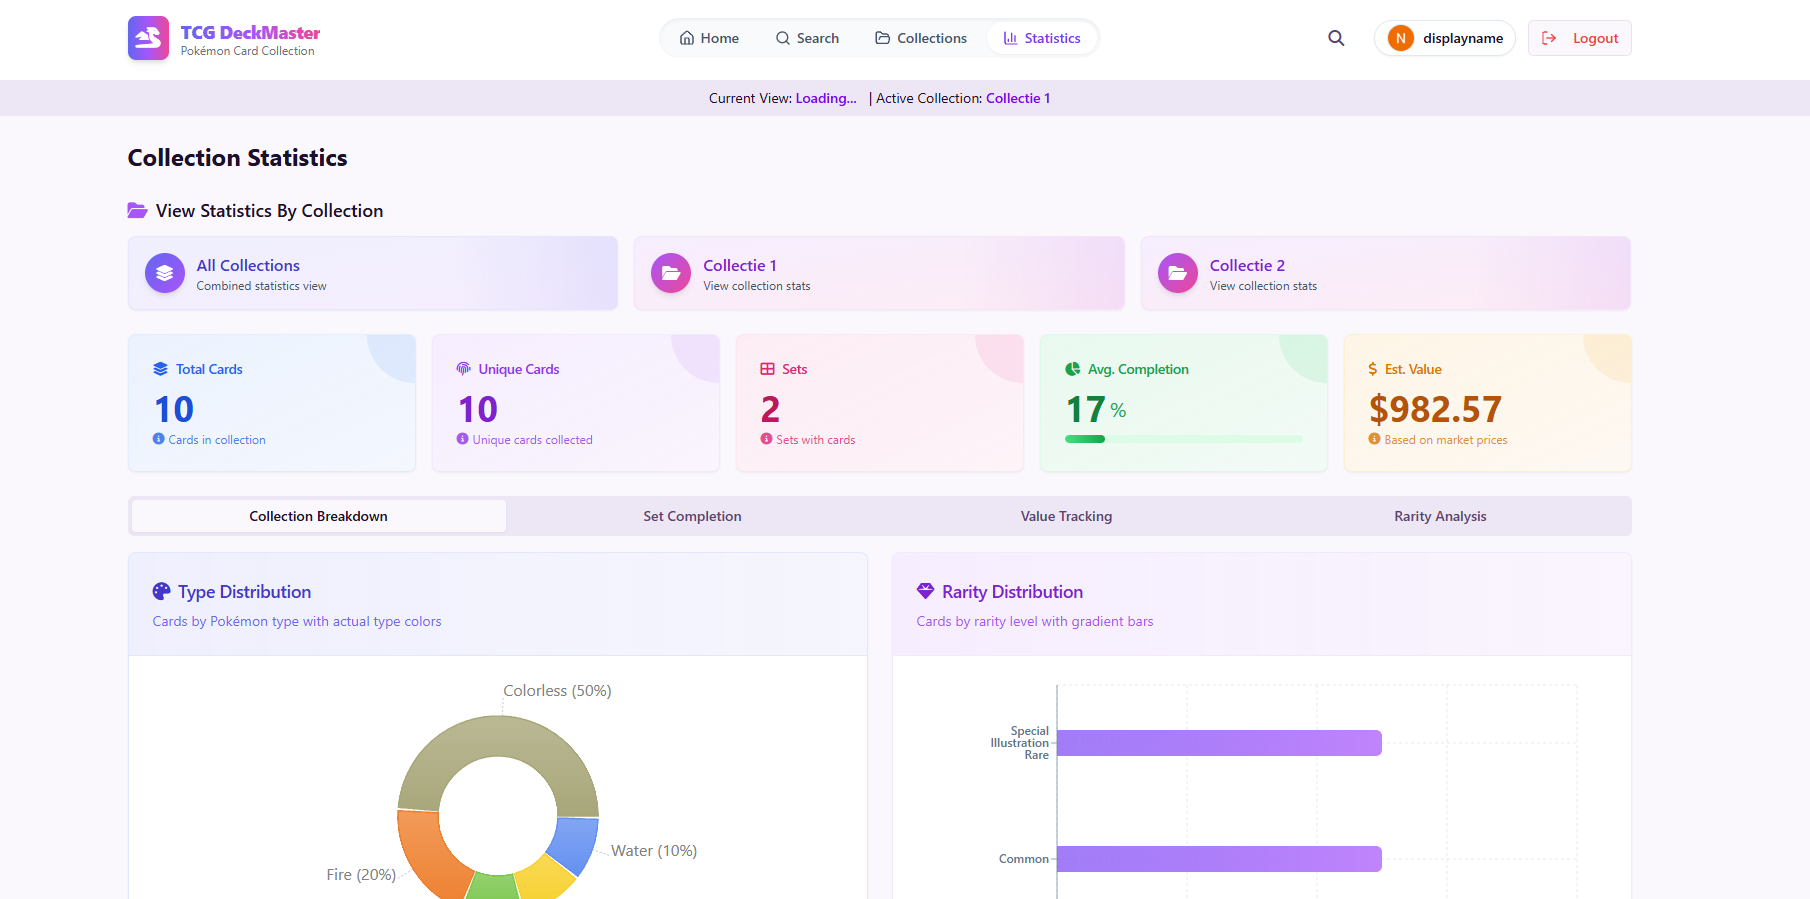 TCG DeckMaster
Pokémon Card Collection
Home
Search
Collections
Statistics
N
displayname
Logout
Current View: Loading... | Active Collection: Collectie 1
Collection Statistics
View Statistics By Collection
All Collections
Combined statistics view
Collectie 1
View collection stats
Collectie 2
View collection stats
Total Cards
10
Cards in collection
Unique Cards
10
Unique cards collected
Sets
2
Sets with cards
Avg. Completion
17 %
$ Est. Value
$982.57
Based on market prices
Collection Breakdown
Set Completion
Value Tracking
Rarity Analysis
Type Distribution
Cards by Pokémon type with actual type colors
Colorless (50%)
Water (10%)
Fire (20%)
Rarity Distribution
Cards by rarity level with gradient bars
Special
Illustration
Rare
Common